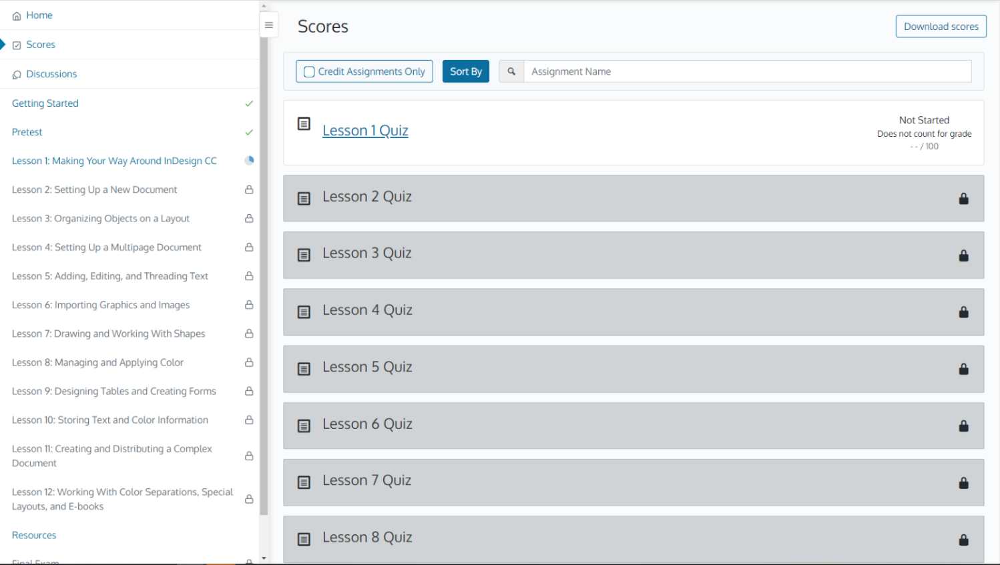 Home
Scores
Discussions
Getting Started
Pretest
Lesson 1: Making Your Way Around InDesign CC
Lesson 2: Setting Up a New Document
Lesson 3: Organizing Objects on a Layout
Lesson 4: Setting Up a Multipage Document
Lesson 5: Adding, Editing, and Threading Text
Lesson 6: Importing Graphics and Images
Lesson 7: Drawing and Working With Shapes
Lesson 8: Managing and Applying Color
Lesson 9: Designing Tables and Creating Forms
Lesson 10: Storing Text and Color Information
Lesson 11: Creating and Distributing a Complex
Document
Lesson 12: Working With Color Separations, Special
Layouts, and E-books
Resources
Final Exam
Scores
Download scores
Credit Assignments Only
Sort By
Assignment Name
Lesson 1 Quiz
Not Started
Does not count for grade
- - / 100
Lesson 2 Quiz
Lesson 3 Quiz
Lesson 4 Quiz
Lesson 5 Quiz
Lesson 6 Quiz
Lesson 7 Quiz
Lesson 8 Quiz